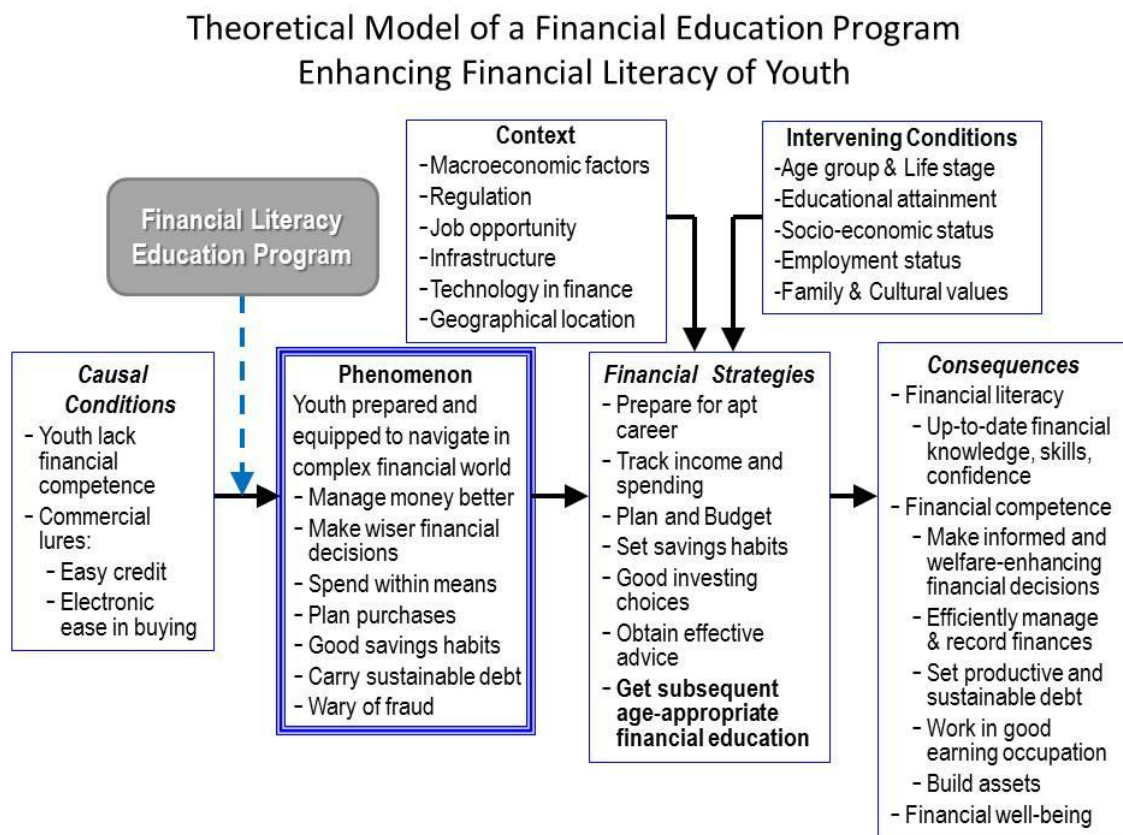 Theoretical Model of a Financial Education Program
Enhancing Financial Literacy of Youth
Context
-Macroeconomic factors
-Regulation
-Job opportunity
-Infrastructure
-Technology in finance
-Geographical location
Intervening Conditions
-Age group & Life stage
-Educational attainment
-Socio-economic status
-Employment status
-Family & Cultural values
Financial Literacy
Education Program
Causal
Conditions
- Youth lack
financial
competence
- Commercial
lures:
- Easy credit
- Electronic
ease in buying
Phenomenon
Youth prepared and
equipped to navigate in
complex financial world
- Manage money better
- Make wiser financial
decisions
- Spend within means
- Plan purchases
- Good savings habits
- Carry sustainable debt
- Wary of fraud
Financial Strategies
- Prepare for apt
career
- Track income and
spending
- Plan and Budget
- Set savings habits
- Good investing
choices
- Obtain effective
advice
- Get subsequent
age-appropriate
financial education
Consequences
- Financial literacy
- Up-to-date financial
knowledge, skills,
confidence
- Financial competence
- Make informed and
welfare-enhancing
financial decisions
- Efficiently manage
& record finances
- Set productive and
sustainable debt
- Work in good
earning occupation
- Build assets
- Financial well-being